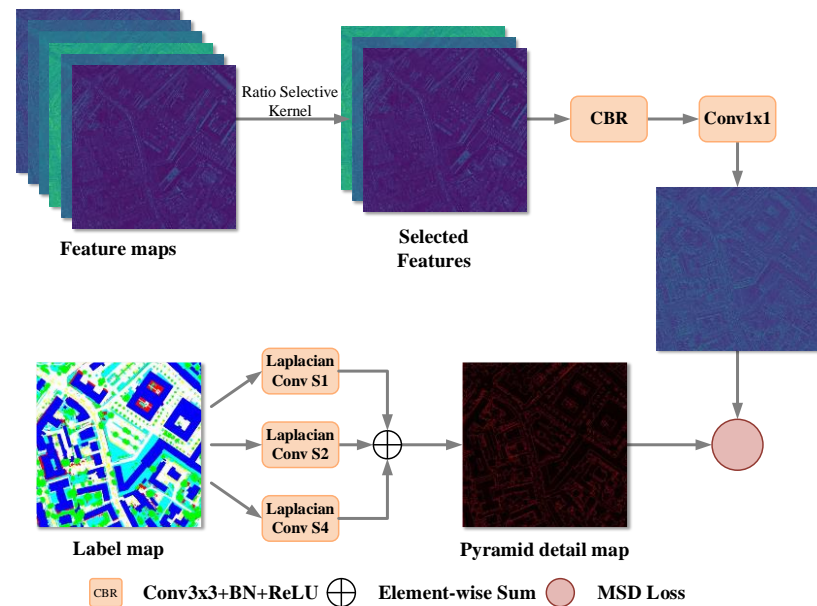 Ratio Selective
Kernel
CBR
Conv1x1
Feature maps
Selected
Features
Laplacian
Conv S1
Laplacian
Conv S2
Laplacian
Conv S4
Label map
Pyramid detail map
CBR Conv3x3+BN+ReLU Element-wise Sum MSD Loss